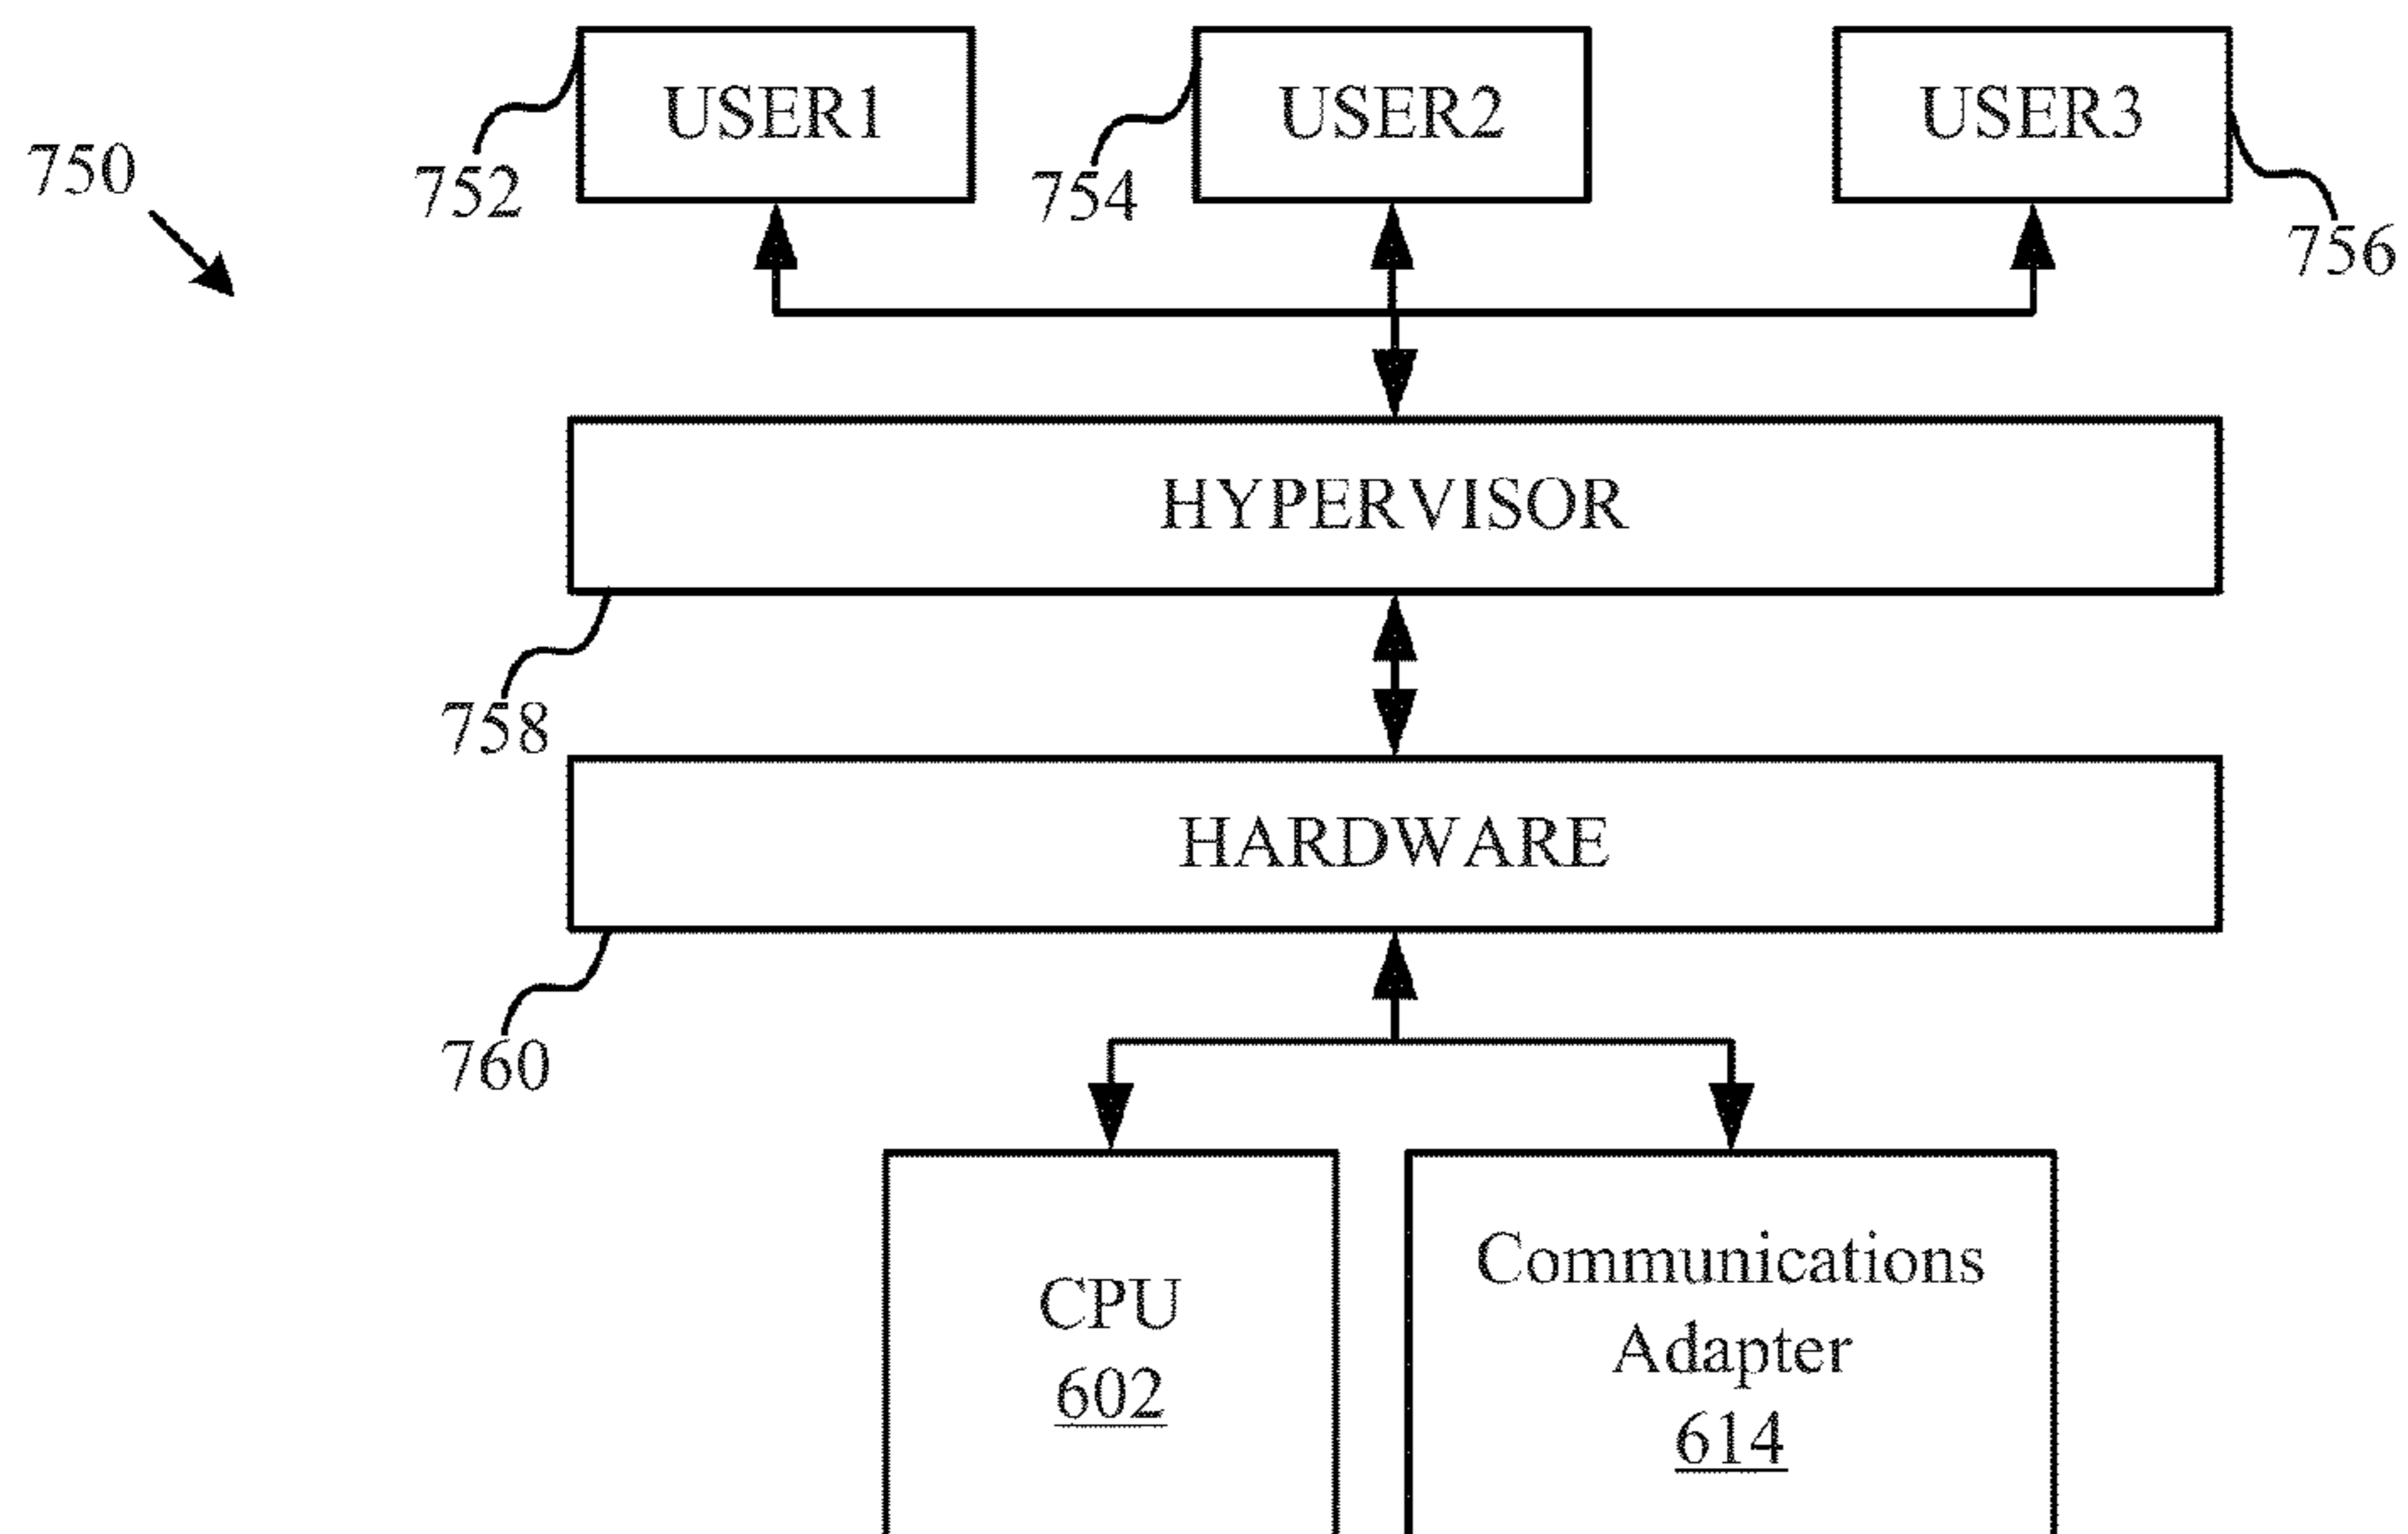 USER1
USER2
USER3
750
752
754
756
HYPERVISOR
758
HARDWARE
760
CPU
602
Communications
Adapter
614